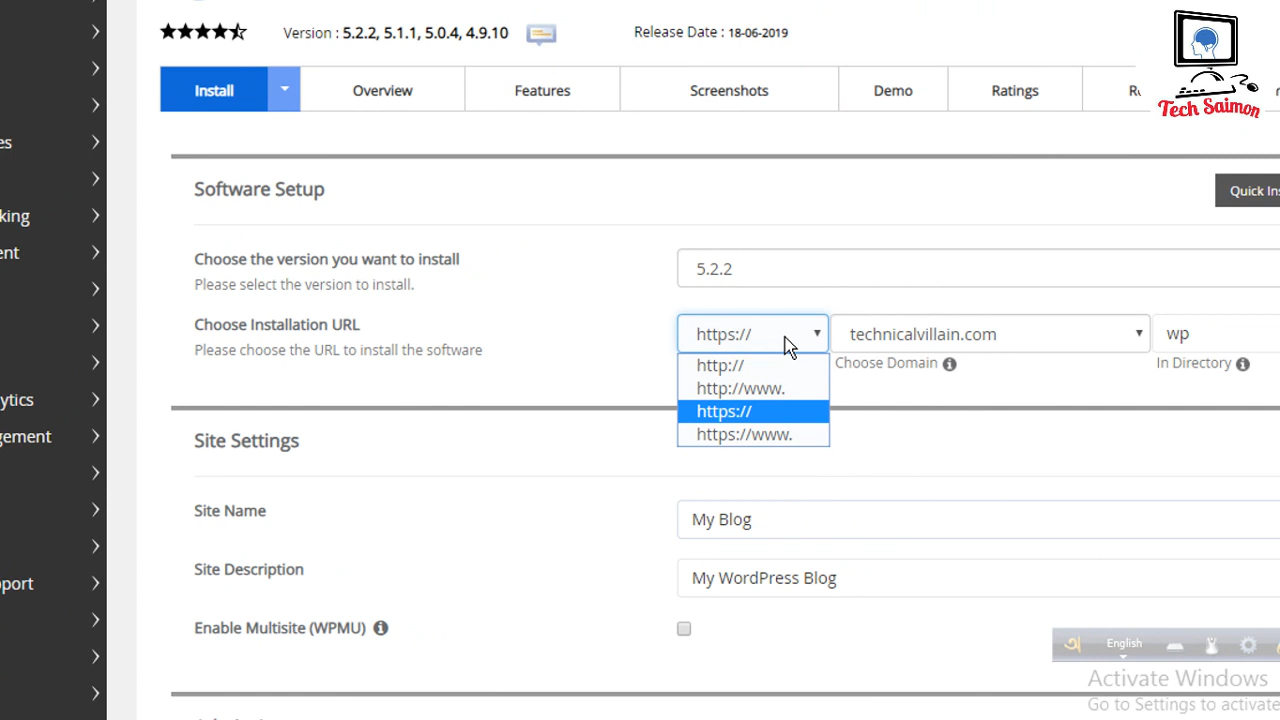 Version : 5.2.2, 5.1.1, 5.0.4, 4.9.10
Release Date : 18-06-2019
Tech Saimon
Install
Overview
Features
Screenshots
Demo
Ratings
Software Setup
Quick Ins
Choose the version you want to install
Please select the version to install.
5.2.2
Choose Installation URL
Please choose the URL to install the software
https://
technicalvillain.com
wp
Choose Domain
In Directory
http://
http://www.
https://
https://www.
Site Settings
Site Name
My Blog
Site Description
My WordPress Blog
Enable Multisite (WPMU)
English
Activate Windows
Go to Settings to activate
es
king
ent
ytics
gement
pport